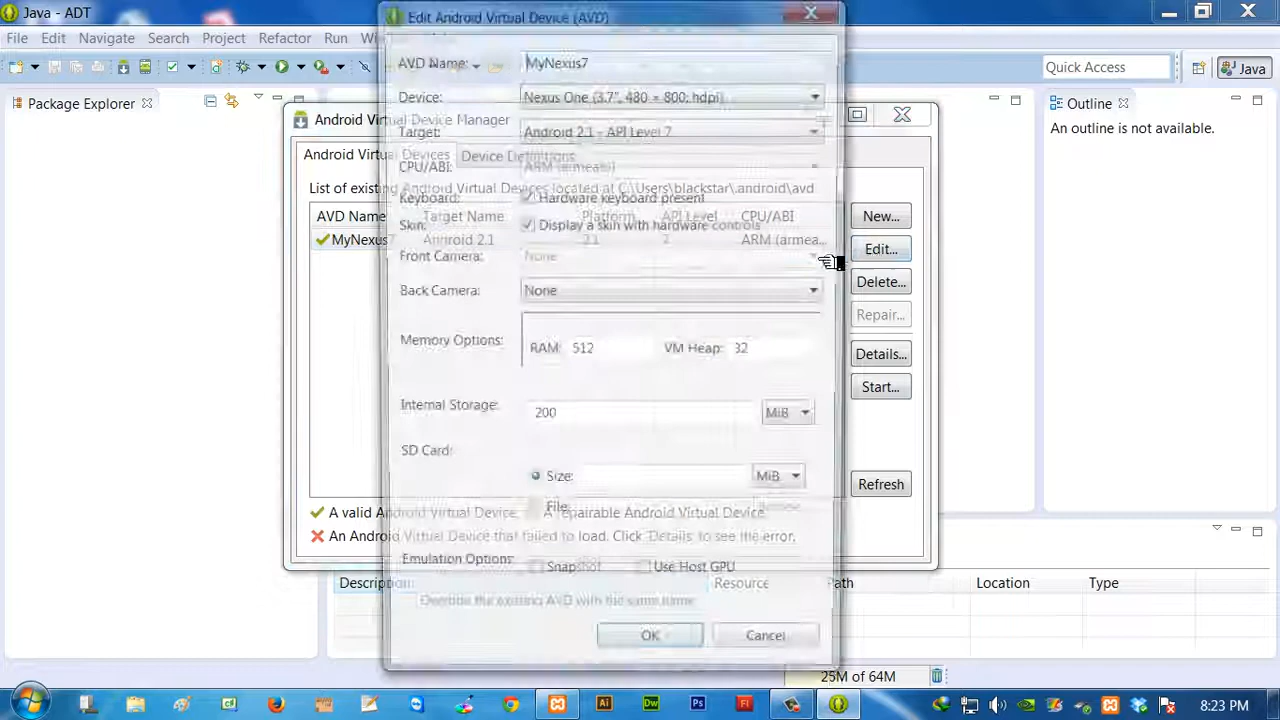 Java - ADT
Edit Android Virtual Device (AVD)
File Edit Navigate Search Project Refactor Run Wi
AVD Name: MyNexus7
Quick Access
Java
Package Explorer
Device: Nexus One (3.7", 480 × 800: hdpi)
Outline
Android Virtual Device Manager
An outline is not available.
Target: Android 2.1 - API Level 7
Android Virtual Devices Device Definitions
CPU/ABI: ARM (armeabi)
List of existing Android Virtual Devices located at C:\Users\blackstar\.android\avd
Keyboard: Hardware keyboard present
AVD Name Target Name Platform API Level CPU/ABI
New...
Skin: Display a skin with hardware controls
MyNexus7 Android 2.1 2.1 7 ARM (armea...
Edit...
Front Camera: None
Delete...
Back Camera: None
Repair...
Memory Options:
RAM: 512 VM Heap: 32
Details...
Start...
Internal Storage: 200 MiB
SD Card:
Size: MiB
Refresh
File:
A valid Android Virtual Device. A repairable Android Virtual Device.
An Android Virtual Device that failed to load. Click 'Details' to see the error.
Emulation Options: Snapshot Use Host GPU
Description Resource Path Location Type
Override the existing AVD with the same name
OK Cancel
25M of 64M
Ai Dw Ps Fl
8:23 PM